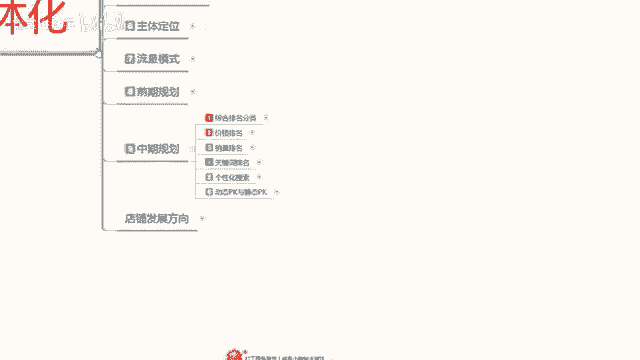 体化
主体定位
流量模式
前期规划
中期规划
综合排名分类
价格排名
销量排名
关键词排名
个性化搜索
动态PK与静态PK
店铺发展方向